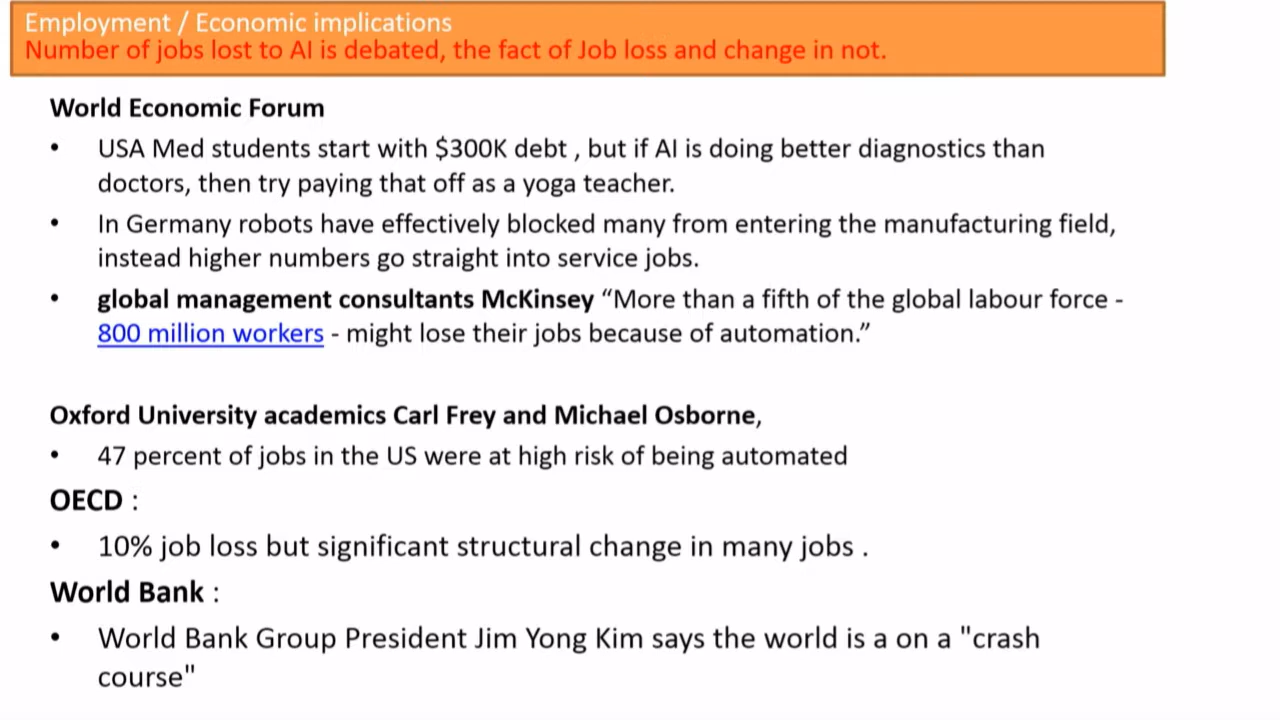 Employment / Economic implications
Number of jobs lost to AI is debated, the fact of Job loss and change in not.
World Economic Forum
• USA Med students start with $300K debt , but if AI is doing better diagnostics than
doctors, then try paying that off as a yoga teacher.
• In Germany robots have effectively blocked many from entering the manufacturing field,
instead higher numbers go straight into service jobs.
• global management consultants McKinsey “More than a fifth of the global labour force -
800 million workers - might lose their jobs because of automation.”
Oxford University academics Carl Frey and Michael Osborne,
• 47 percent of jobs in the US were at high risk of being automated
OECD :
• 10% job loss but significant structural change in many jobs .
World Bank :
• World Bank Group President Jim Yong Kim says the world is a on a "crash
course"